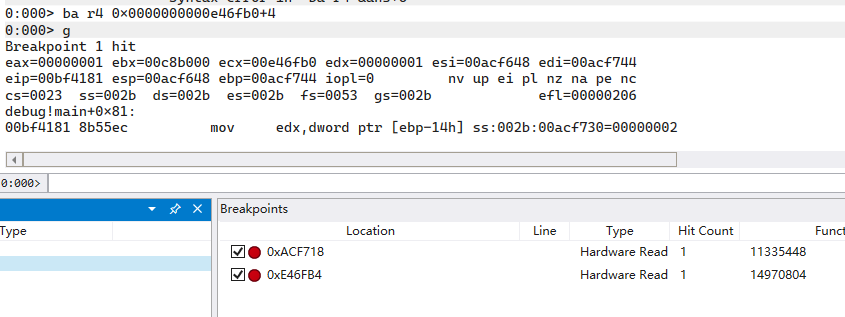 0:000> ba r4 0×0000000000e46fb0+4
0:000> g
Breakpoint 1 hit
eax=00000001 ebx=00c8b000 ecx=00e46fb0 edx=00000001 esi=00acf648 edi=00acf744
eip=00bf4181 esp=00acf648 ebp=00acf744 iopl=0 nv up ei pl nz na pe nc
cs=0023 ss=002b ds=002b es=002b fs=0053 gs=002b efl=00000206
debug!main+0×81:
00bf4181 8b55ec mov edx,dword ptr [ebp-14h] ss:002b:00acf730=00000002
0:000>
Type
Breakpoints
Location Line Type Hit Count Funct
0xACF718 Hardware Read 1 11335448
0xE46FB4 Hardware Read 1 14970804